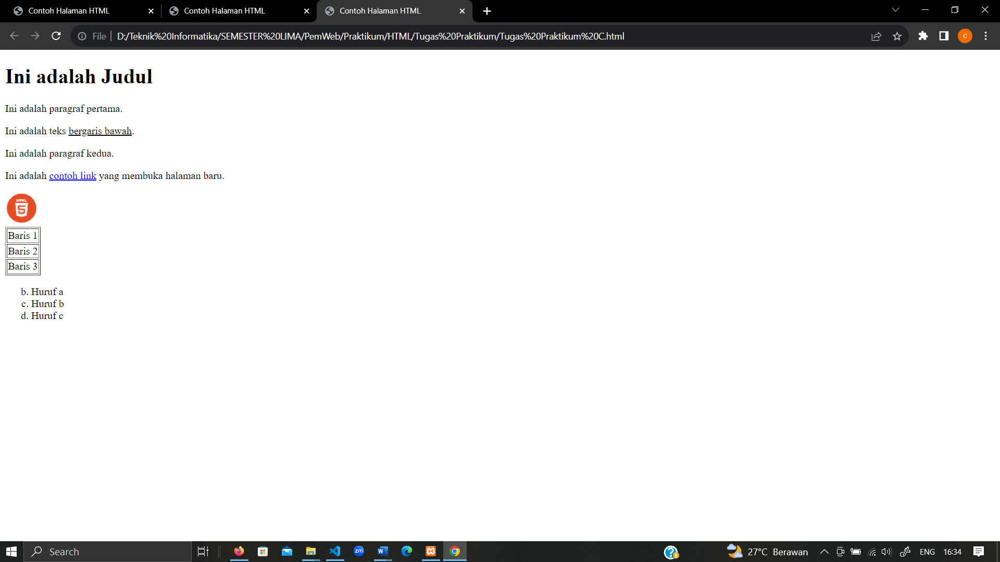 Contoh Halaman HTML
Contoh Halaman HTML
Contoh Halaman HTML
File
D:/Teknik%20Informatika/SEMESTER%20LIMA/PemWeb/Praktikum/HTML/Tugas%20Praktikum/Tugas%20Praktikum%20C.html
C
Ini adalah Judul
Ini adalah paragraf pertama.
Ini adalah teks bergaris bawah.
Ini adalah paragraf kedua.
Ini adalah contoh link yang membuka halaman baru.
HTML
5
Baris 1
Baris 2
Baris 3
b. Huruf a
c. Huruf b
d. Huruf c
Search
zm
W
27°C Berawan
ENG
16:34